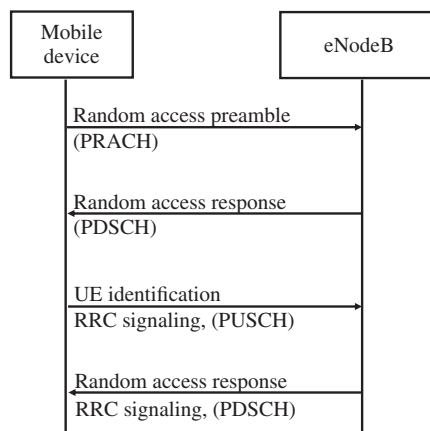 Mobile
device
eNodeB
Random access preamble
(PRACH)
Random access response
(PDSCH)
UE identification
RRC signaling, (PUSCH)
Random access response
RRC signaling, (PDSCH)